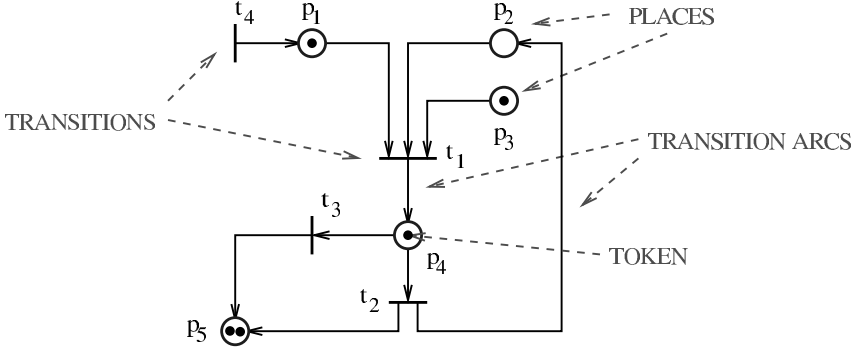 t4
p1
p2
PLACES
TRANSITIONS
p3
t1
TRANSITION ARCS
t3
p4
TOKEN
t2
p5